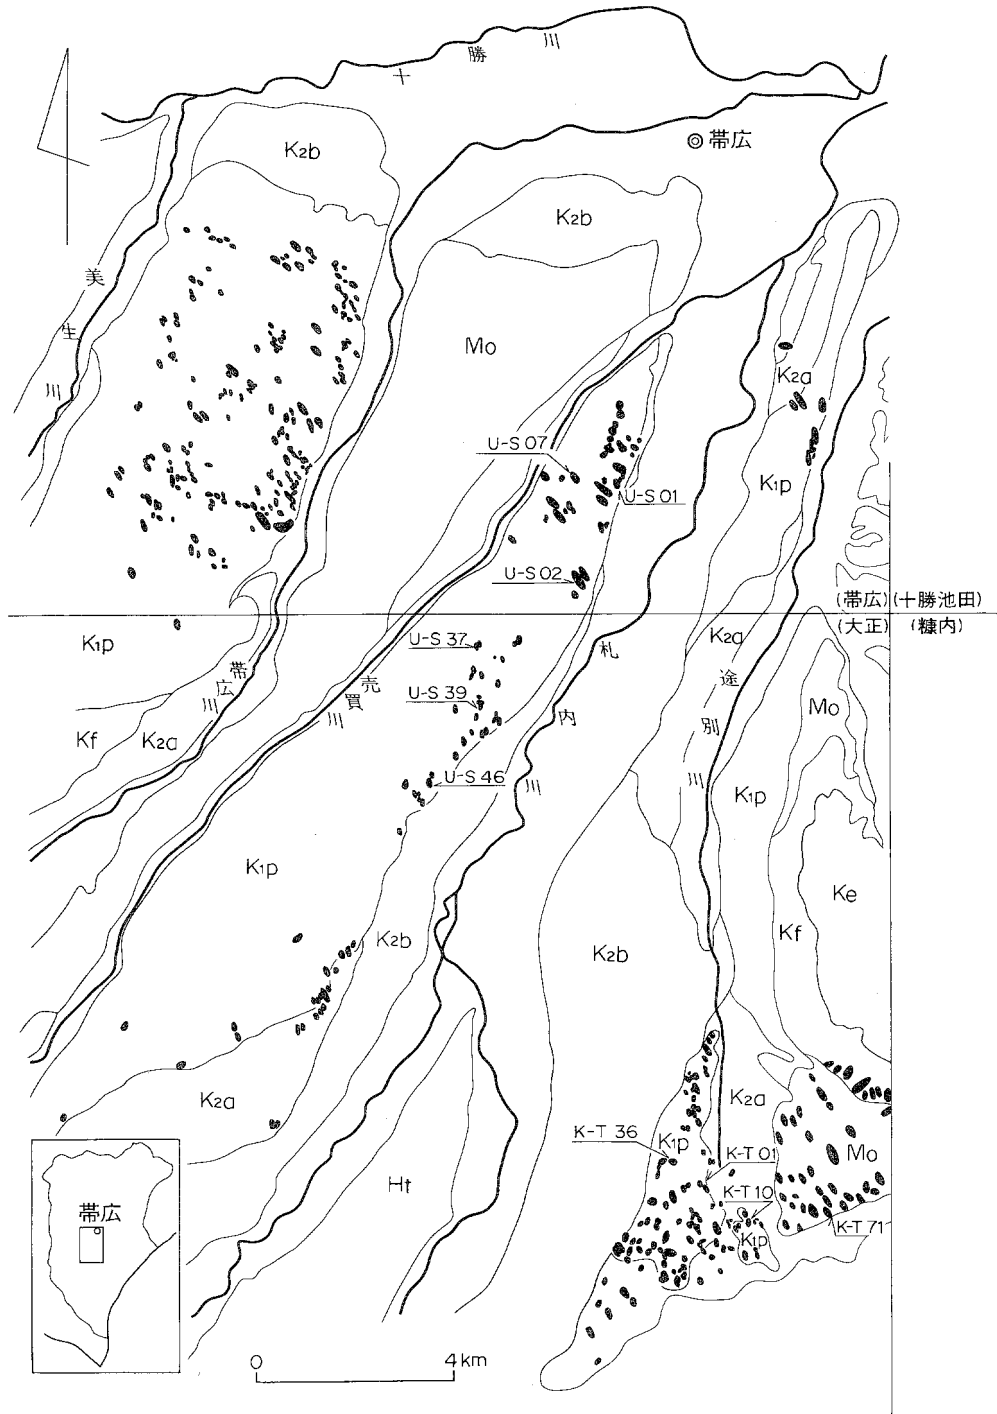 十勝川
◎帯広
K2b
K2b
美生川
Mo
K2a
U-S 07
K1p
U-S 01
U-S 02
(帯広)(十勝池田)
(大正)(糠内)
K1p
U-S 37
札内川
K2a
途別川
帯広川
売買川
U-S 39
Mo
Kf
K2a
U-S 46
K1p
K1p
Ke
K2b
K2b
Kf
K2a
K2a
K-T 36
K1p
K-T 01
Mo
Ht
K-T 10
帯広
K1p
K-T 71
0
4km